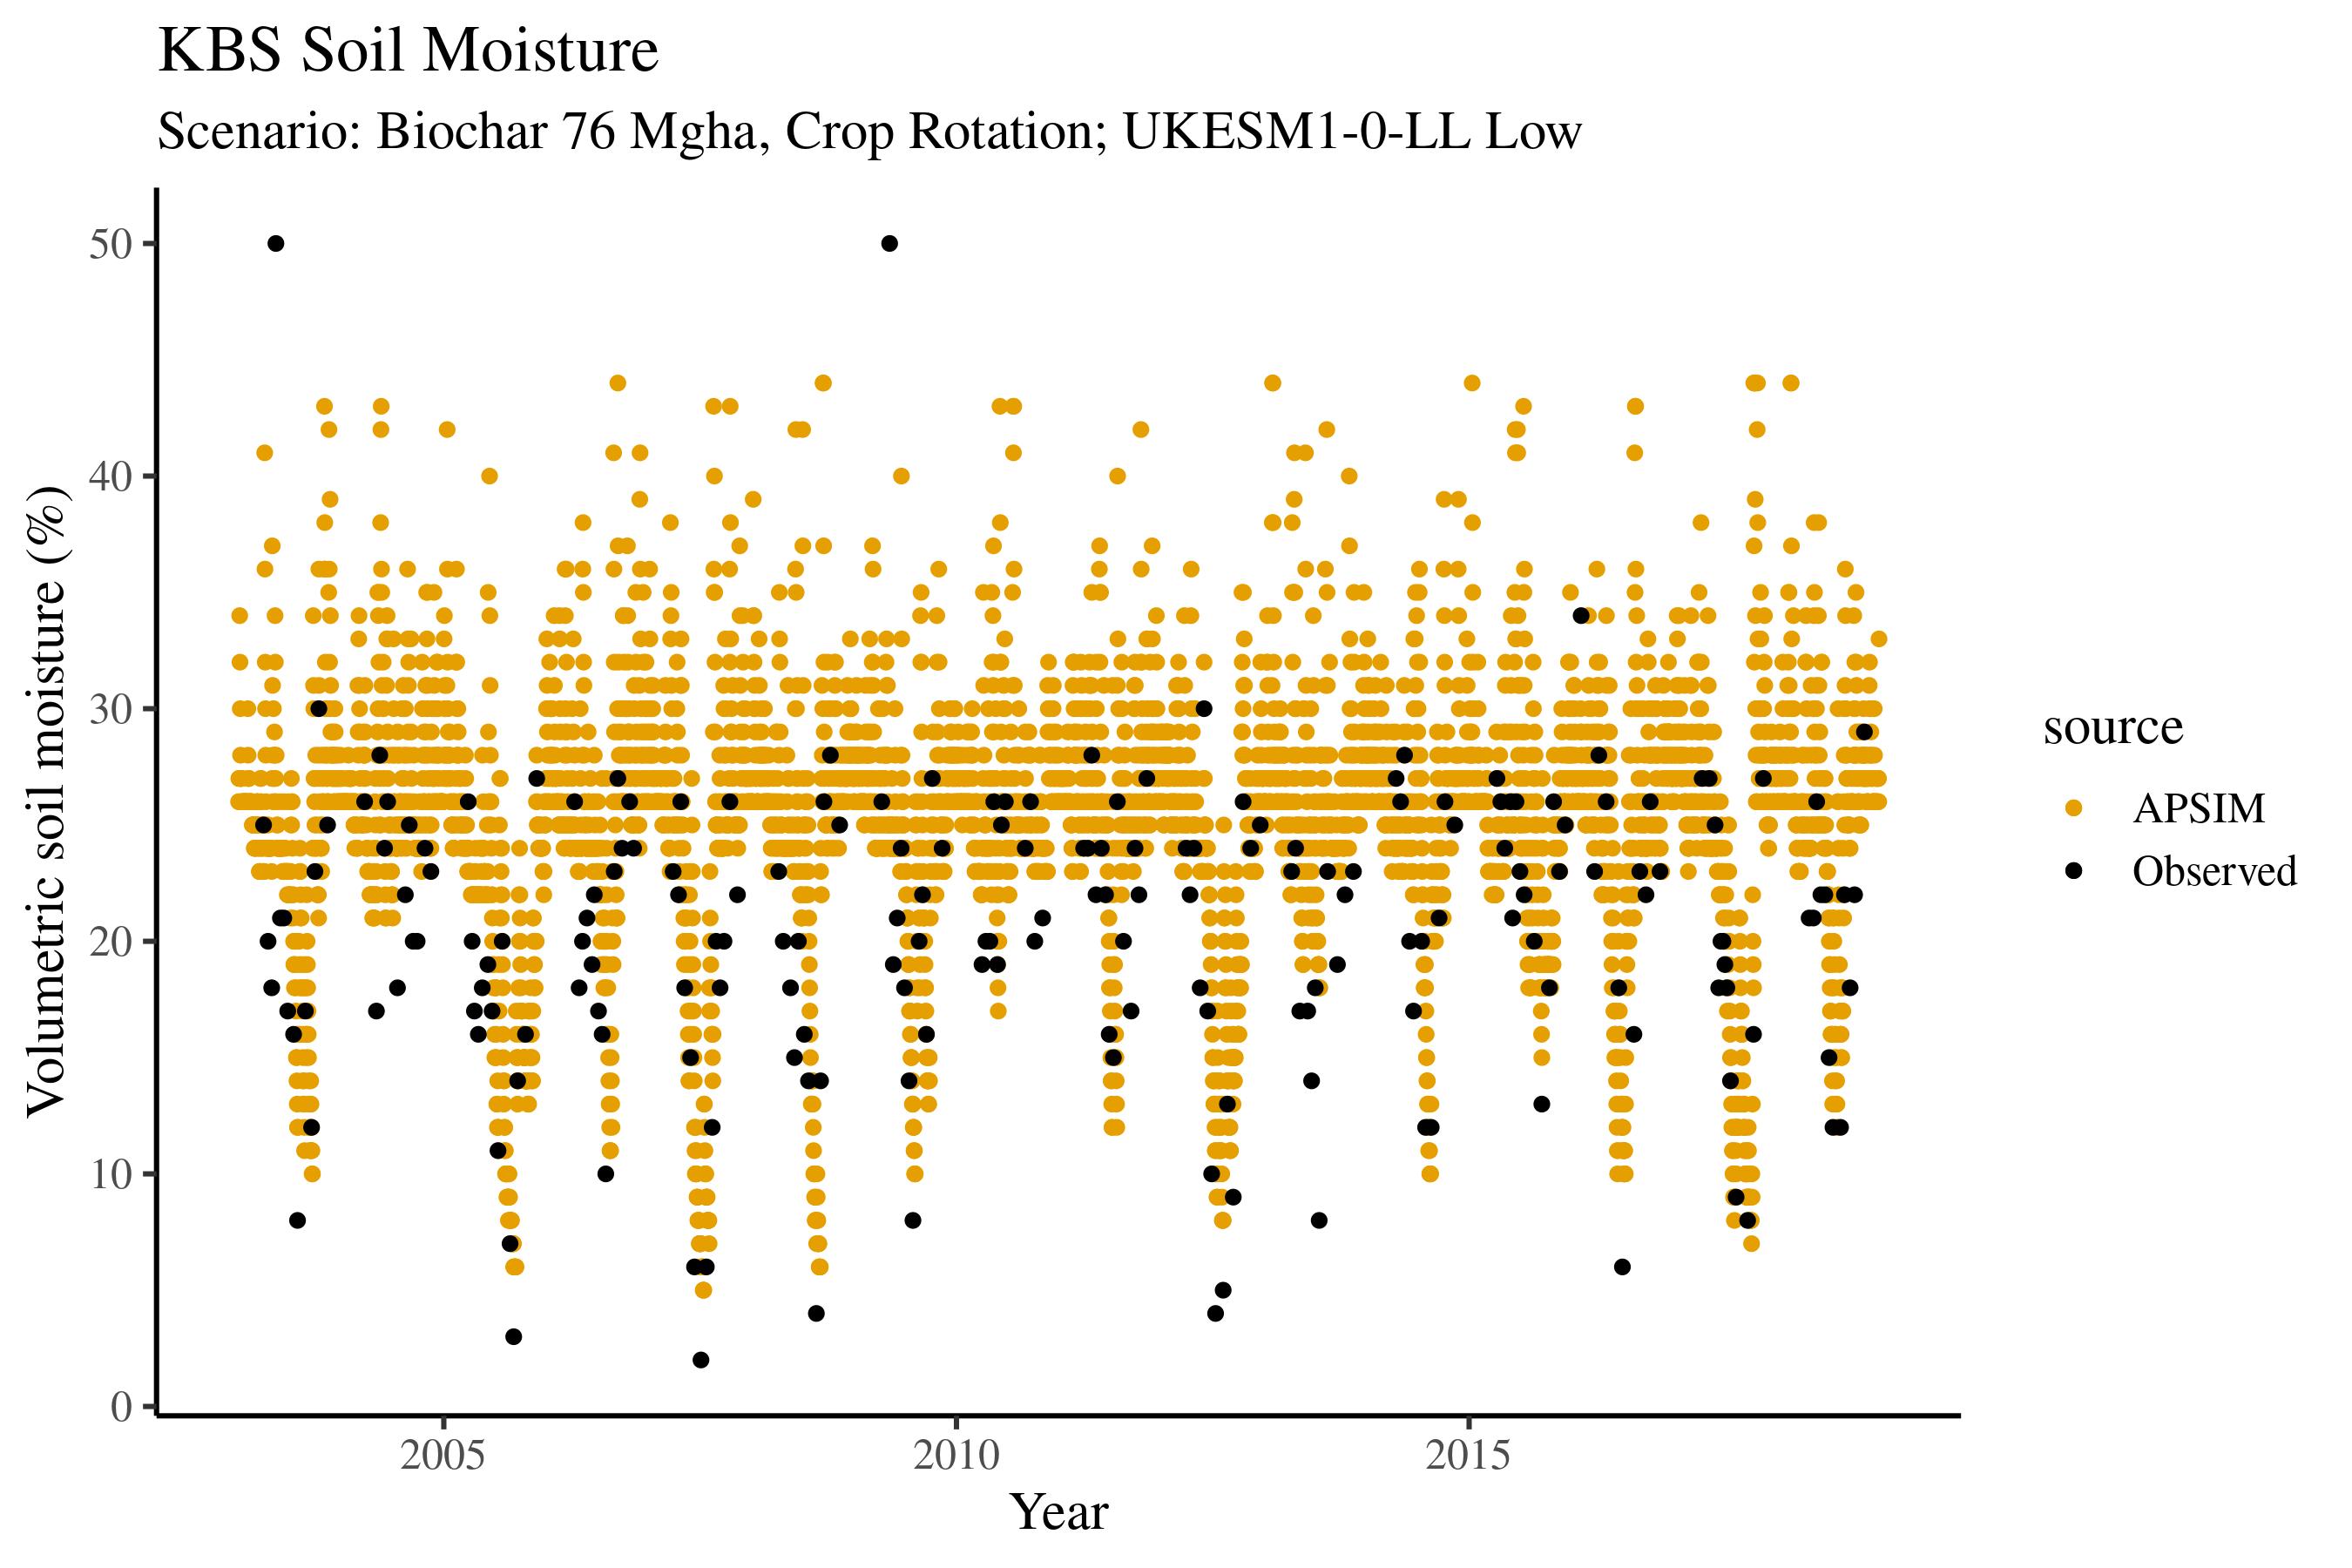 KBS Soil Moisture
Scenario: Biochar 76 Mgha, Crop Rotation; UKESM1-0-LL Low
Volumetric soil moisture (%)
50
40
30
20
10
0
2005
2010
2015
Year
source
APSIM
Observed